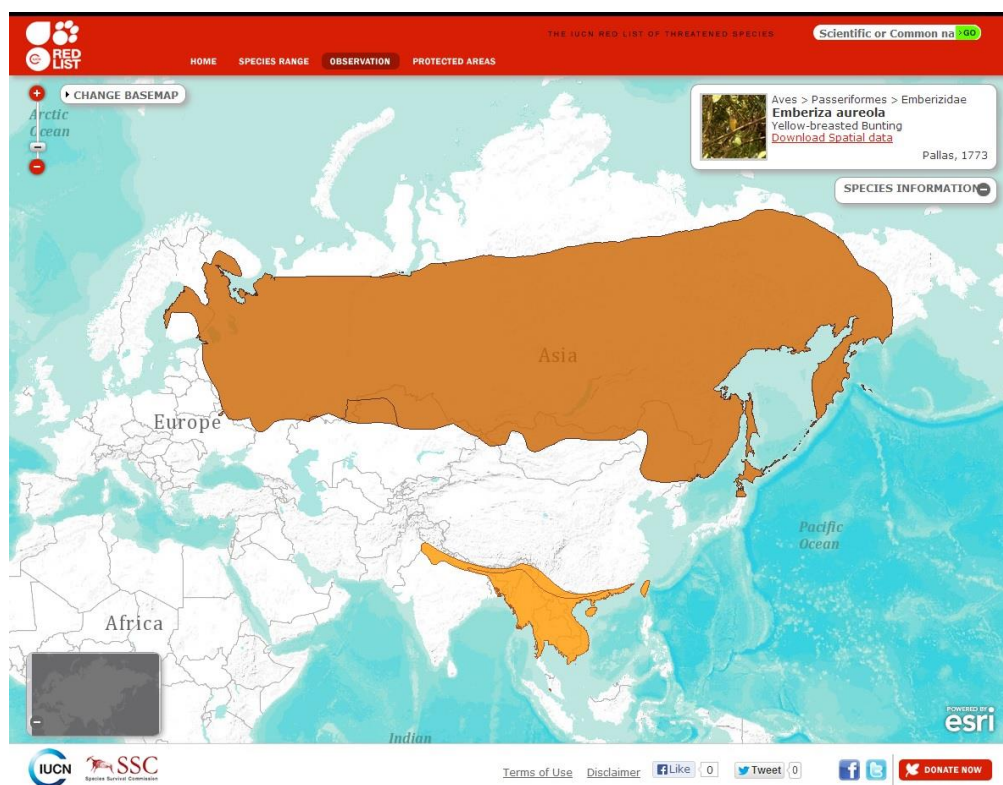 THE IUCN RED LIST OF THREATENED SPECIES
Scientific or Common na >GO
RED
LIST
HOME SPECIES RANGE OBSERVATION PROTECTED AREAS
CHANGE BASEMAP
Arctic
Ocean
Aves > Passeriformes > Emberizidae
Emberiza aureola
Yellow-breasted Bunting
Download Spatial data
Pallas, 1773
SPECIES INFORMATION
Asia
Europe
Pacific
Ocean
Africa
Indian
POWERED BY
esri
IUCN
SSC
Species Survival Commission
Terms of Use Disclaimer Like 0 Tweet 0
DONATE NOW